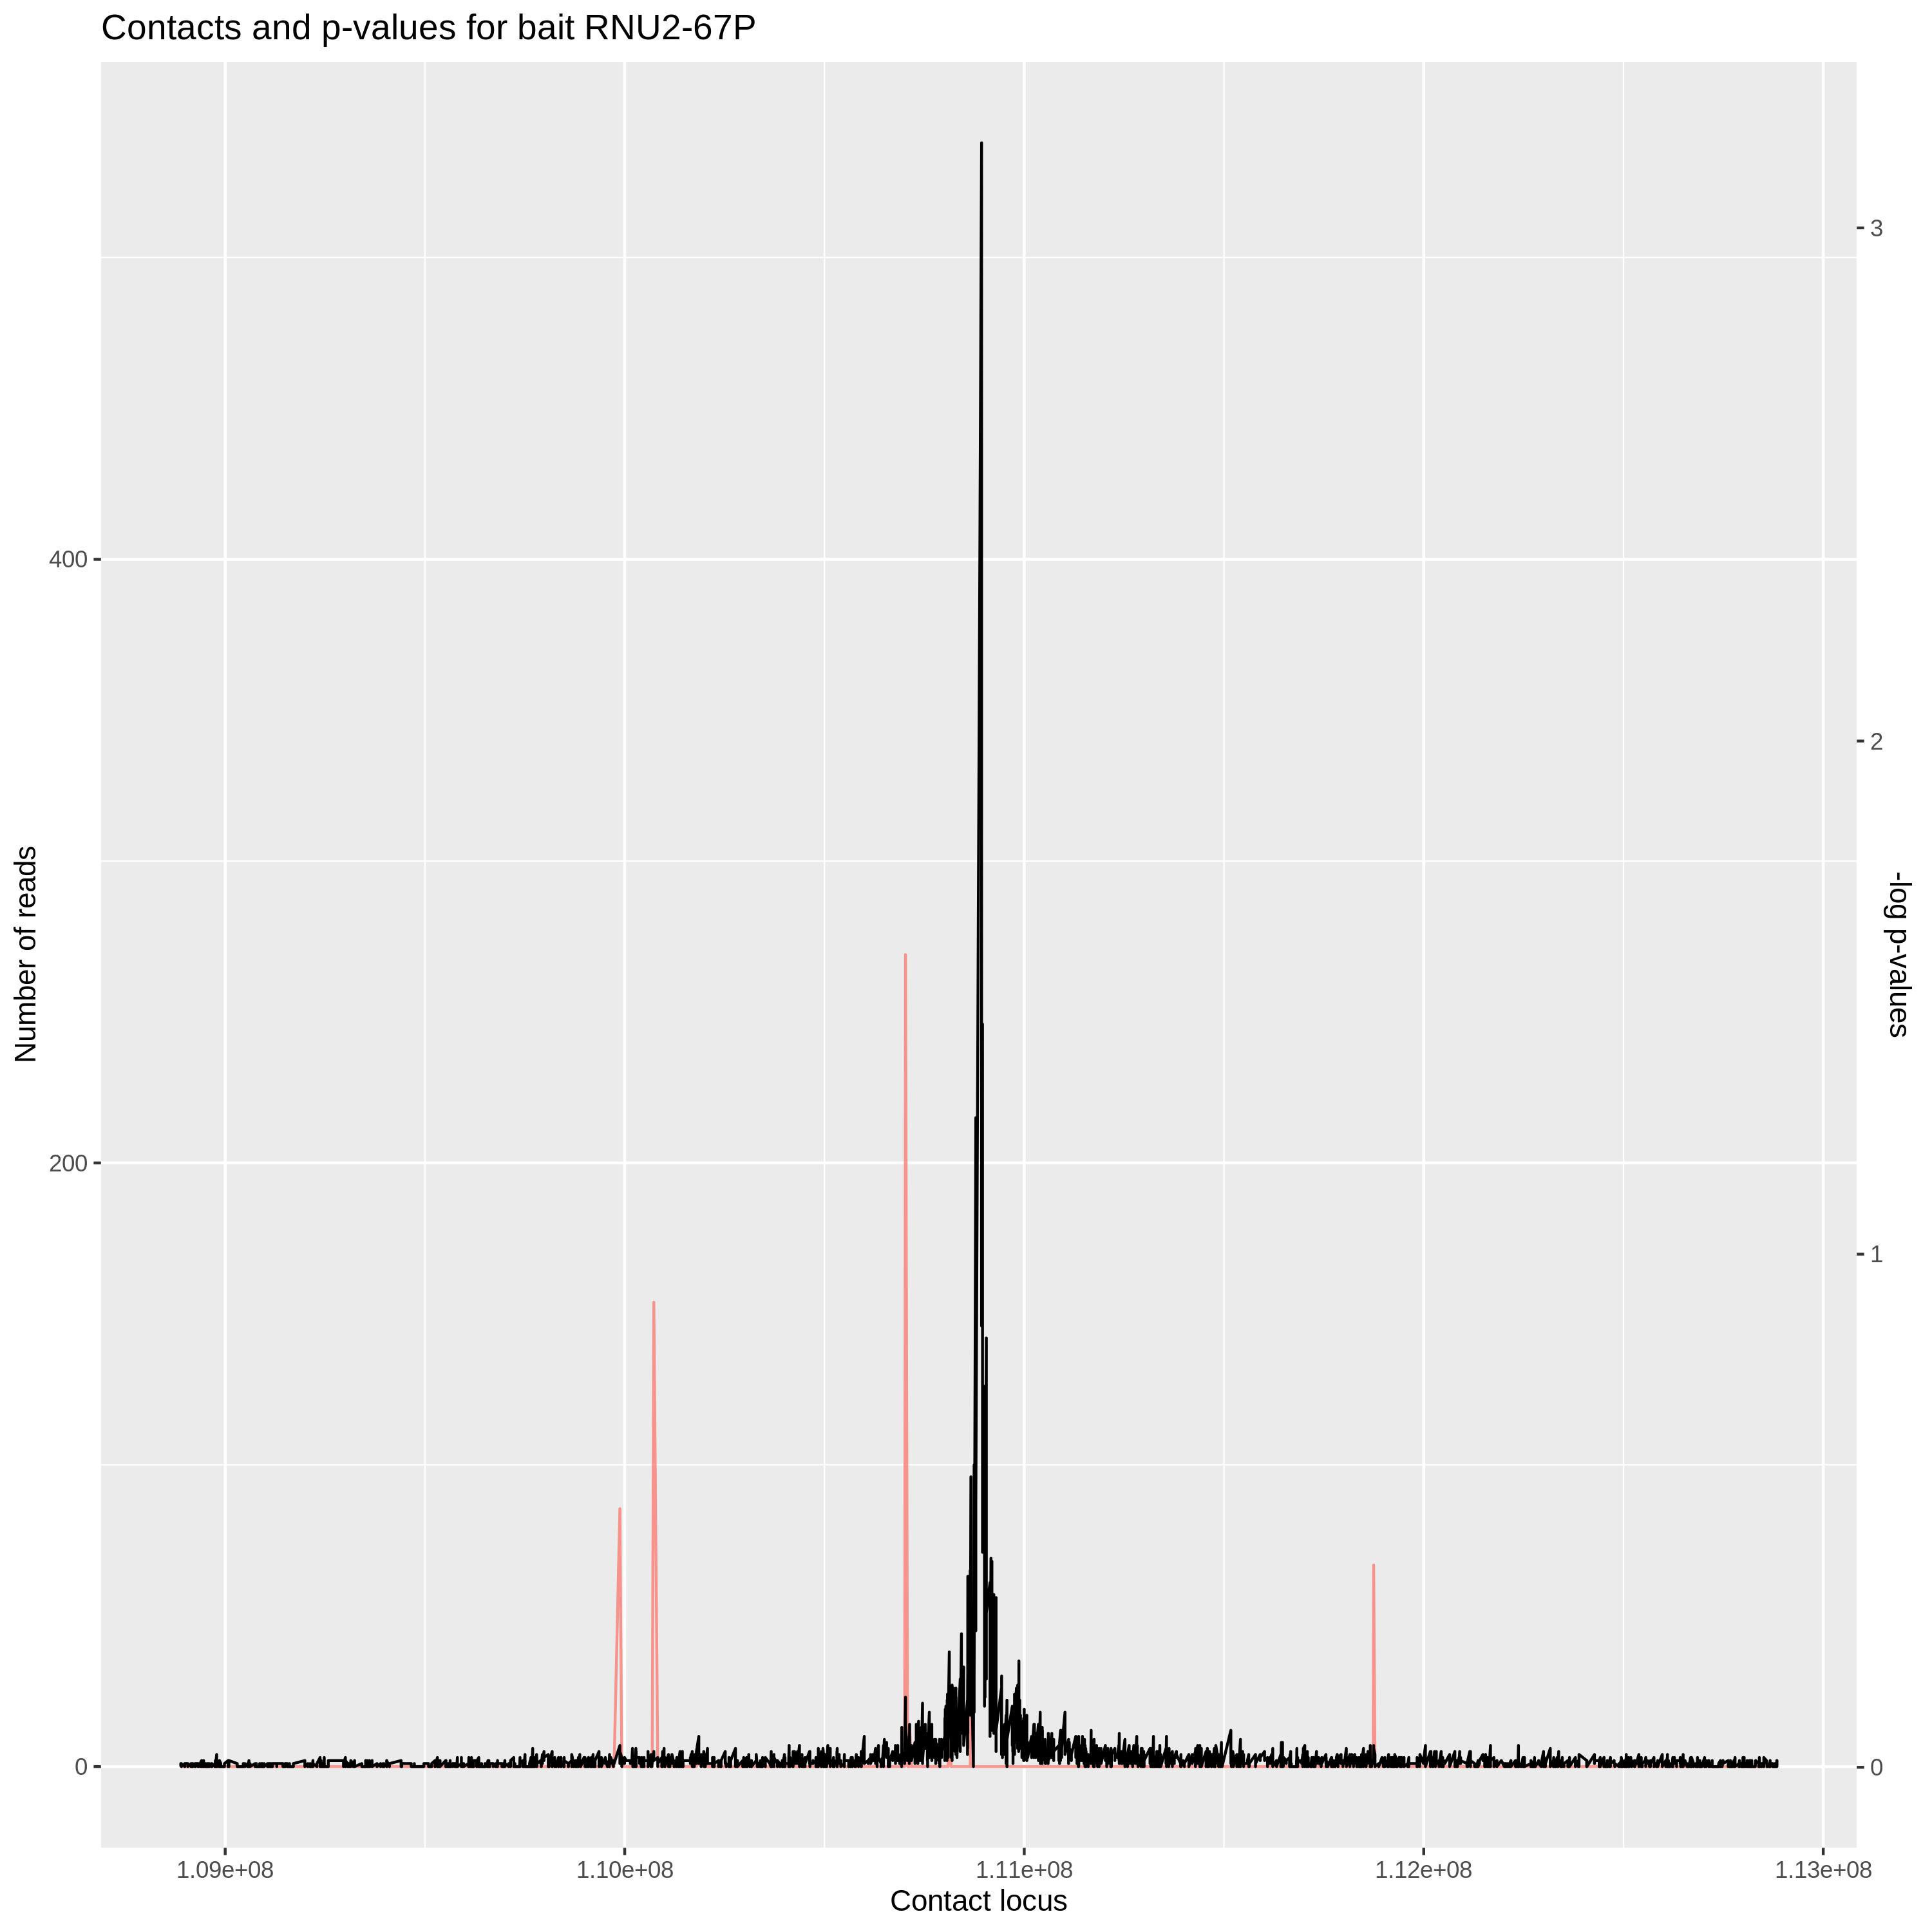 Contacts and p-values for bait RNU2-67P
Number of reads
400
200
0
3
2
1
0
-log p-values
1.09e+08
1.10e+08
1.11e+08
1.12e+08
1.13e+08
Contact locus